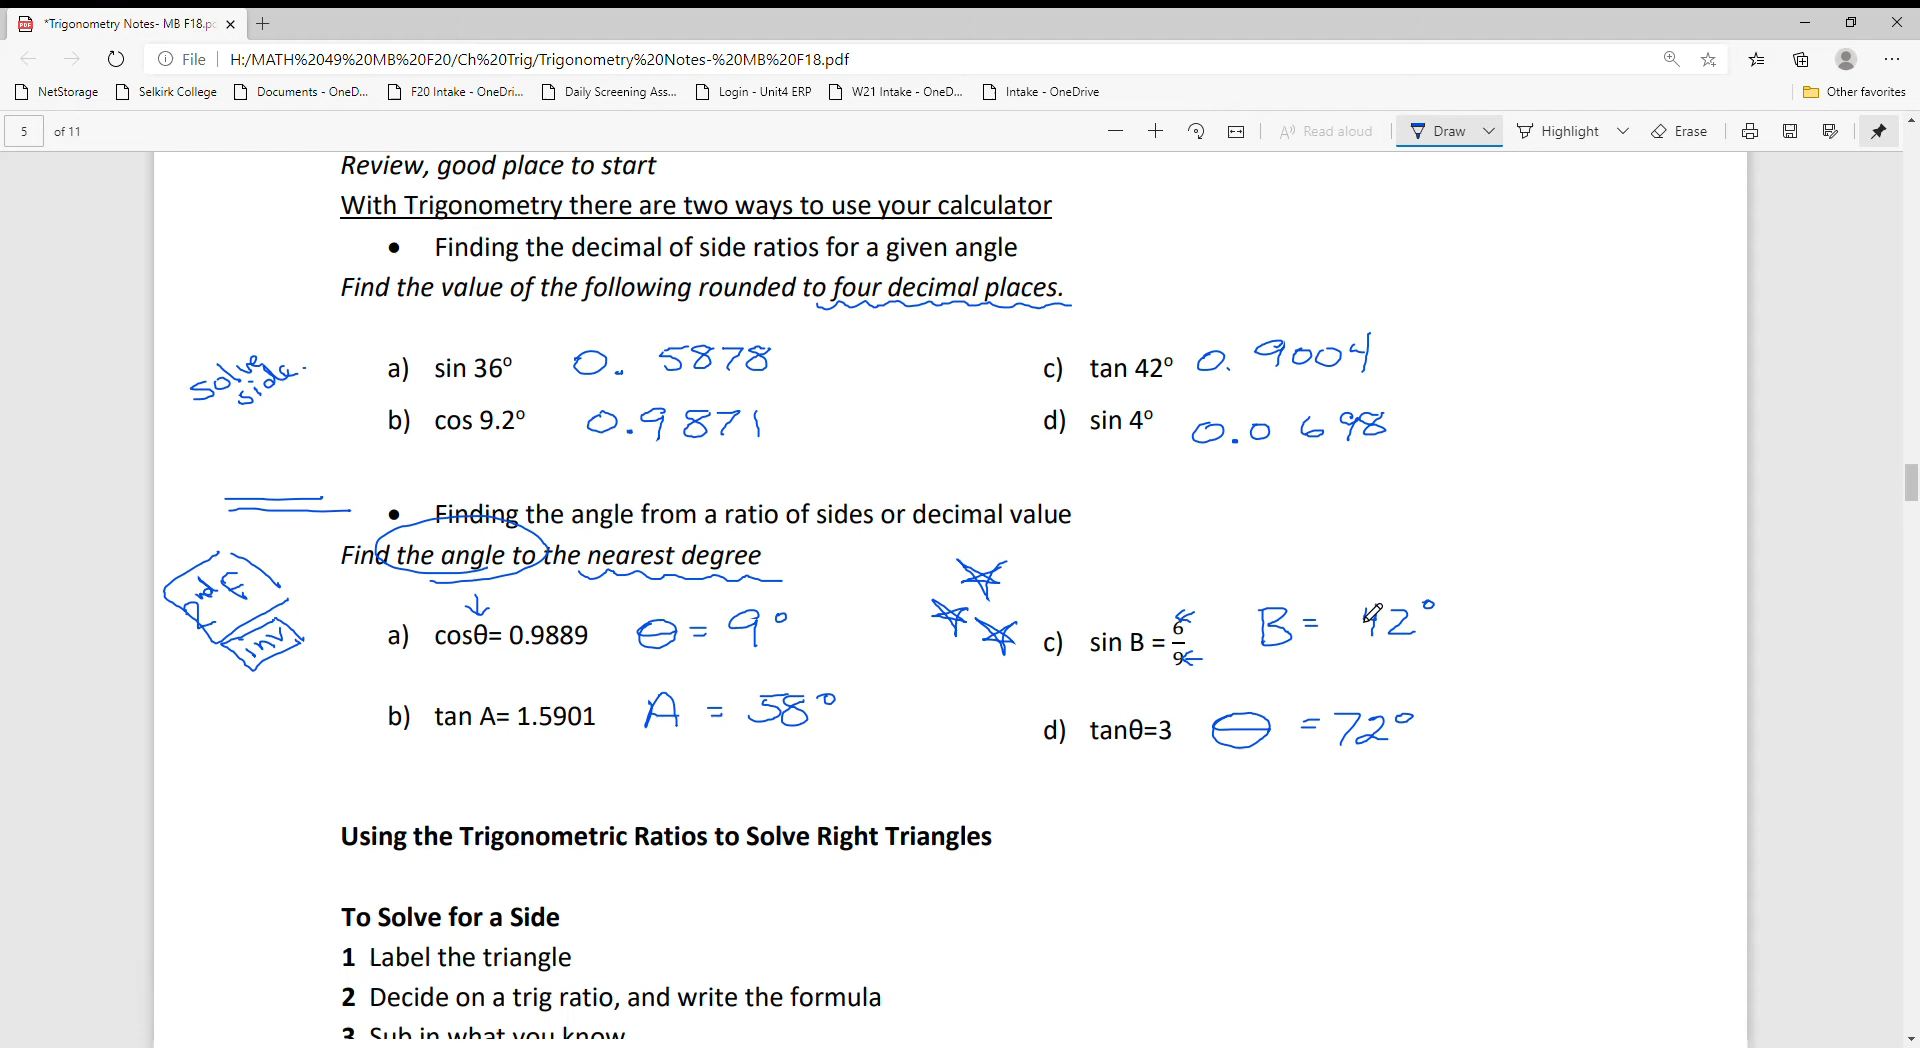 *Trigonometry Notes- MB F18.pd
File H:/MATH%2049%20MB%20F20/Ch%20Trig/Trigonometry%20Notes-%20MB%20F18.pdf
NetStorage Selkirk College Documents - OneD... F20 Intake - OneDri... Daily Screening Ass... Login - Unit4 ERP W21 Intake - OneD... Intake - OneDrive Other favorites
5 of 11 Read aloud Draw Highlight Erase
Review, good place to start
With Trigonometry there are two ways to use your calculator
• Finding the decimal of side ratios for a given angle
Find the value of the following rounded to four decimal places.
solve side.
a) sin 36° 0.5878 c) tan 42° 0.9004
b) cos 9.2° 0.9871 d) sin 4° 0.0698
• Finding the angle from a ratio of sides or decimal value
Find the angle to the nearest degree
2nd F
inv
a) cosθ= 0.9889 θ = 9° c) sin B = 6/9 B = 42°
b) tan A= 1.5901 A = 58° d) tanθ=3 θ = 72°
Using the Trigonometric Ratios to Solve Right Triangles
To Solve for a Side
1 Label the triangle
2 Decide on a trig ratio, and write the formula
3 Sub in what you know